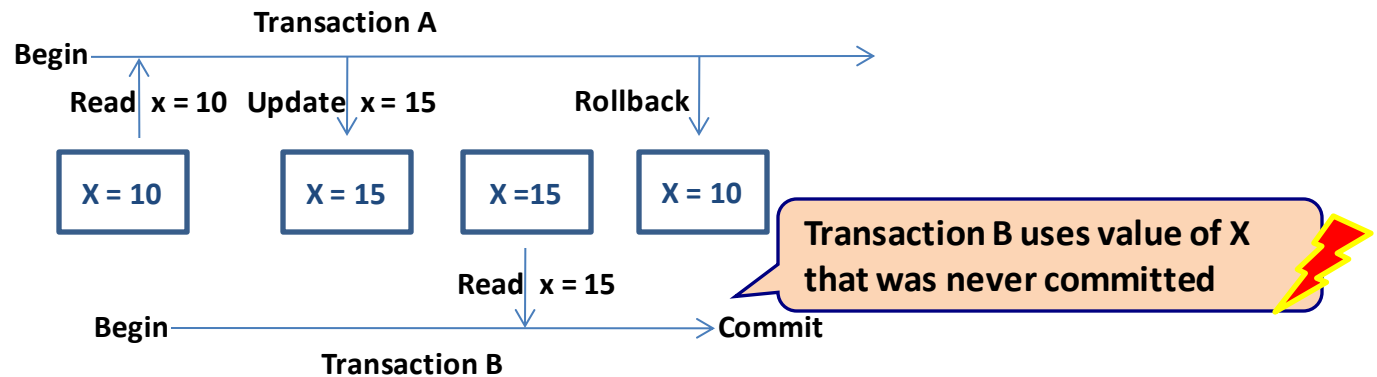 Transaction A
Begin
Read x = 10 Update x = 15 Rollback
X = 10 X = 15 X =15 X = 10
Transaction B uses value of X
that was never committed
Read x = 15
Begin Commit
Transaction B